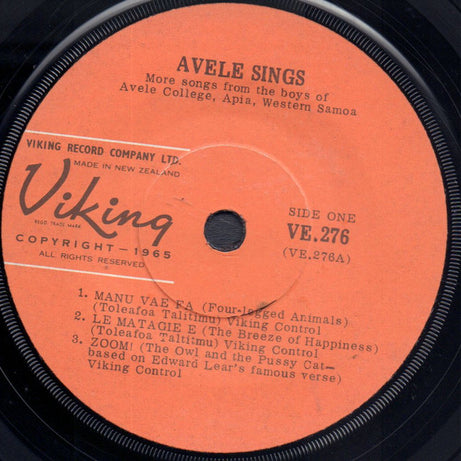 AVELE SINGS
More songs from the boys of
Avele College, Apia, Western Samoa
VIKING RECORD COMPANY LTD.
MADE IN NEW ZEALAND
Viking
REGD TRADE MARK
COPYRIGHT—1965
ALL RIGHTS RESERVED
SIDE ONE
VE.276
(VE.276A)
1. MANU VAE FA (Four-legged Animals)
(Toleafoa Talitimu) Viking Control
2. LE MATAGIE E (The Breeze of Happiness)
(Toleafoa Taltitmu) Viking Control
3. ZOOM! (The Owl and the Pussy Cat—
based on Edward Lear's famous verse)
Viking Control